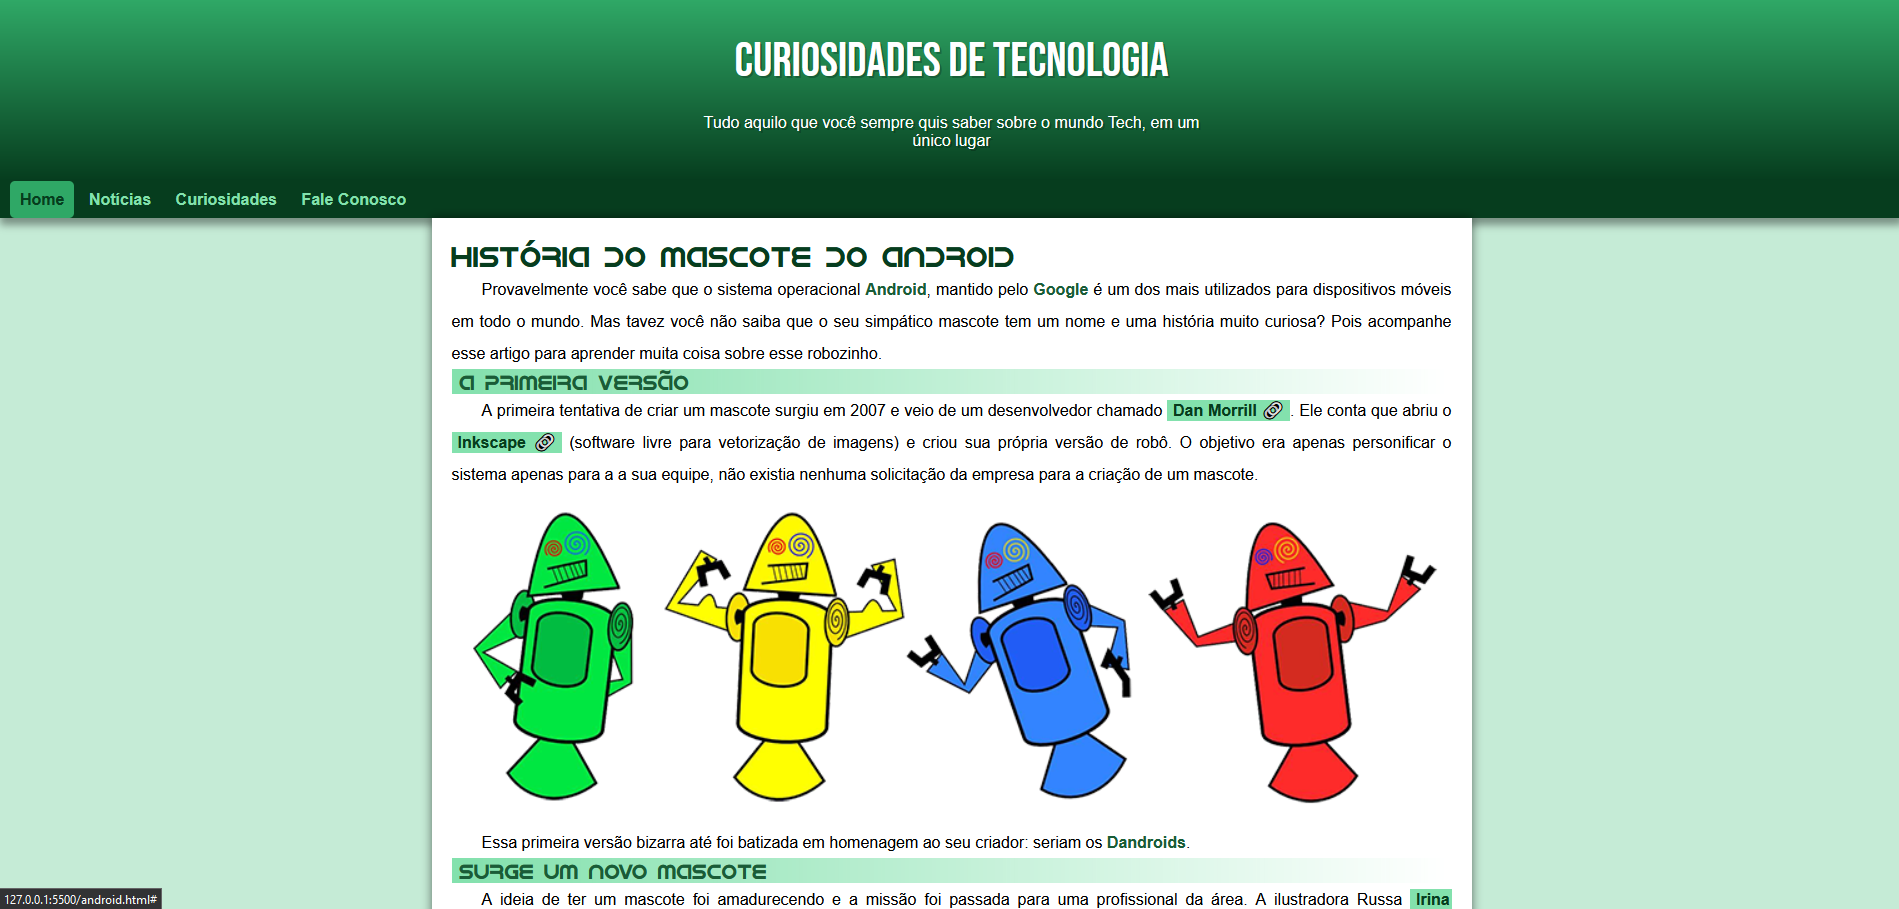 CURIOSIDADES DE TECNOLOGIA
Tudo aquilo que você sempre quis saber sobre o mundo Tech, em um
único lugar
Home Notícias Curiosidades Fale Conosco
HISTÓRIA DO MASCOTE DO ANDROID
Provavelmente você sabe que o sistema operacional Android, mantido pelo Google é um dos mais utilizados para dispositivos móveis
em todo o mundo. Mas tavez você não saiba que o seu simpático mascote tem um nome e uma história muito curiosa? Pois acompanhe
esse artigo para aprender muita coisa sobre esse robozinho.
A PRIMEIRA VERSÃO
A primeira tentativa de criar um mascote surgiu em 2007 e veio de um desenvolvedor chamado Dan Morrill 🔗. Ele conta que abriu o
Inkscape 🔗 (software livre para vetorização de imagens) e criou sua própria versão de robô. O objetivo era apenas personificar o
sistema apenas para a a sua equipe, não existia nenhuma solicitação da empresa para a criação de um mascote.
Essa primeira versão bizarra até foi batizada em homenagem ao seu criador: seriam os Dandroids.
SURGE UM NOVO MASCOTE
A ideia de ter um mascote foi amadurecendo e a missão foi passada para uma profissional da área. A ilustradora Russa Irina
127.0.0.1:5500/android.html#